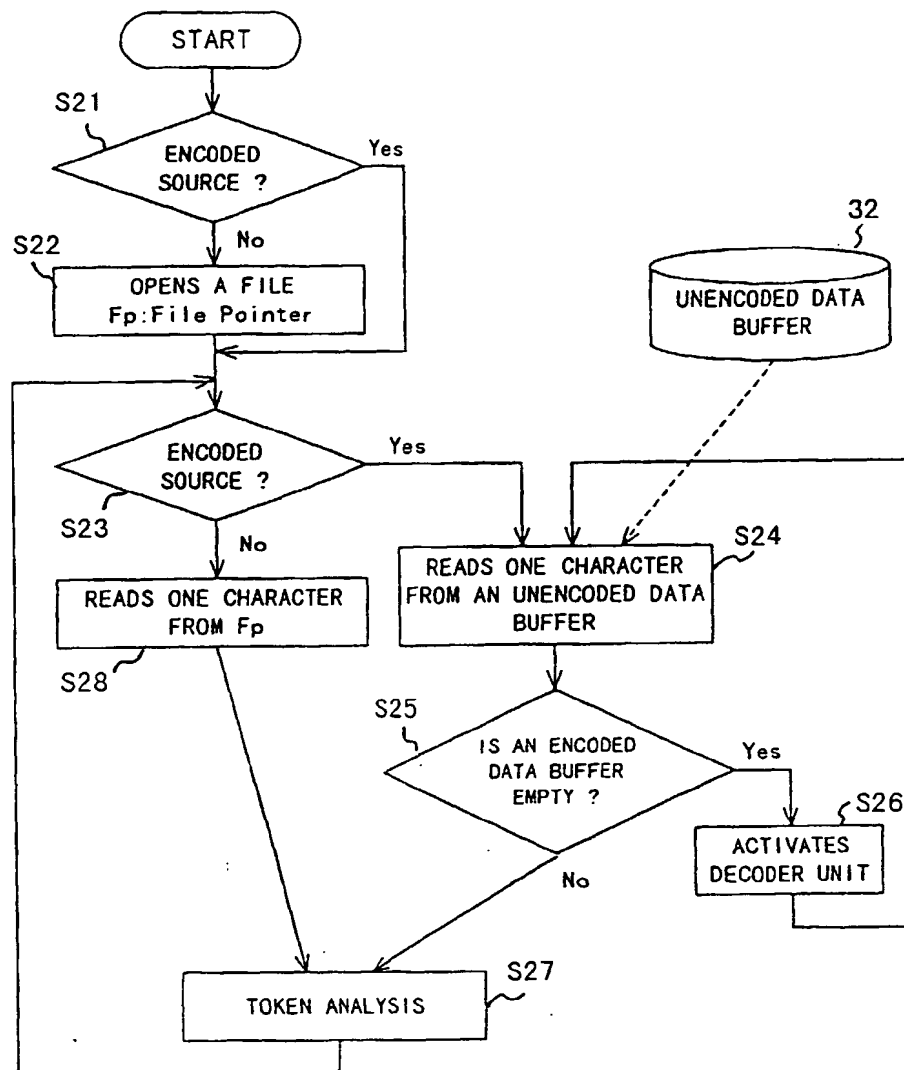 START
S21
ENCODED
SOURCE ?
Yes
No
S22
OPENS A FILE
Fp:File Pointer
32
UNENCODED DATA
BUFFER
ENCODED
SOURCE ?
Yes
S23
No
S24
READS ONE CHARACTER
FROM AN UNENCODED DATA
BUFFER
READS ONE CHARACTER
FROM Fp
S28
S25
IS AN ENCODED
DATA BUFFER
EMPTY ?
Yes
No
S26
ACTIVATES
DECODER UNIT
S27
TOKEN ANALYSIS